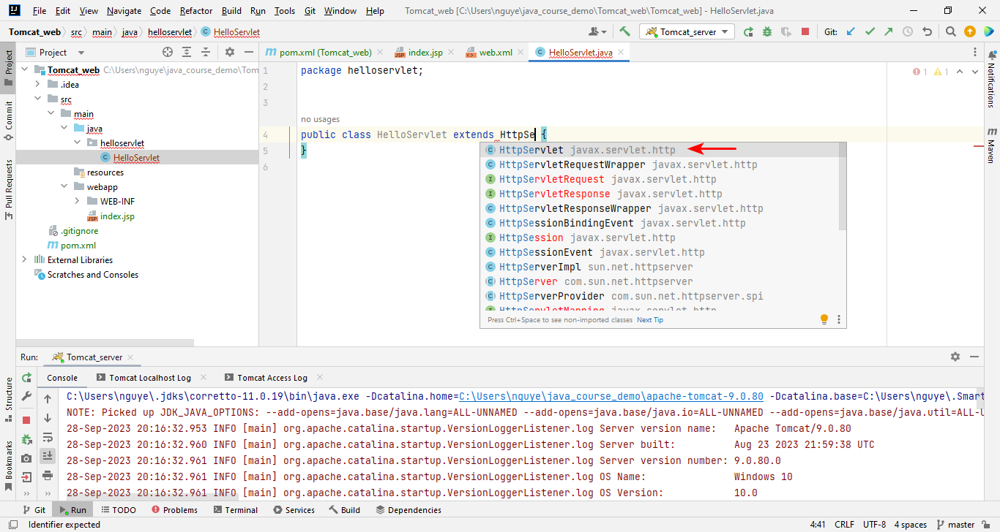 File Edit View Navigate Code Refactor Build Run Tools Git Window Help Tomcat_web [C:\Users\nguye\java_course_demo\Tomcat_web\Tomcat_web] - HelloServlet.java
Tomcat_web src main java helloservlet C HelloServlet Tomcat_server Git:
Project pom.xml (Tomcat_web) index.jsp web.xml HelloServlet.java
Project
Commit
Pull Requests
Structure
Bookmarks
Notifications
Maven
Tomcat_web C:\Users\nguye\java_course_demo\Tom
.idea
src
main
java
helloservlet
HelloServlet
resources
webapp
WEB-INF
index.jsp
.gitignore
pom.xml
External Libraries
Scratches and Consoles
1 package helloservlet;
1 1
2
3
no usages
4 public class HelloServlet extends HttpSe {
5 }
6
HttpServlet javax.servlet.http
HttpServletRequestWrapper javax.servlet.http
HttpServletRequest javax.servlet.http
HttpServletResponse javax.servlet.http
HttpServletResponseWrapper javax.servlet.http
HttpSessionBindingEvent javax.servlet.http
HttpSession javax.servlet.http
HttpSessionEvent javax.servlet.http
HttpServerImpl sun.net.httpserver
HttpServer com.sun.net.httpserver
HttpServerProvider com.sun.net.httpserver.spi
HttpServletMapping javax.servlet.http
Press Ctrl+Space to see non-imported classes Next Tip
Run: Tomcat_server
Console Tomcat Localhost Log Tomcat Access Log
C:\Users\nguye\.jdks\corretto-11.0.19\bin\java.exe -Dcatalina.home=C:\Users\nguye\java_course_demo\apache-tomcat-9.0.80 -Dcatalina.base=C:\Users\nguye\.Smart
NOTE: Picked up JDK_JAVA_OPTIONS: --add-opens=java.base/java.lang=ALL-UNNAMED --add-opens=java.base/java.io=ALL-UNNAMED --add-opens=java.base/java.util=ALL-U
28-Sep-2023 20:16:32.953 INFO [main] org.apache.catalina.startup.VersionLoggerListener.log Server version name: Apache Tomcat/9.0.80
28-Sep-2023 20:16:32.960 INFO [main] org.apache.catalina.startup.VersionLoggerListener.log Server built: Aug 23 2023 21:59:38 UTC
28-Sep-2023 20:16:32.961 INFO [main] org.apache.catalina.startup.VersionLoggerListener.log Server version number: 9.0.80.0
28-Sep-2023 20:16:32.961 INFO [main] org.apache.catalina.startup.VersionLoggerListener.log OS Name: Windows 10
28-Sep-2023 20:16:32.961 INFO [main] org.apache.catalina.startup.VersionLoggerListener.log OS Version: 10.0
Git Run TODO Problems Terminal Services Build Dependencies
Identifier expected 4:41 CRLF UTF-8 4 spaces master